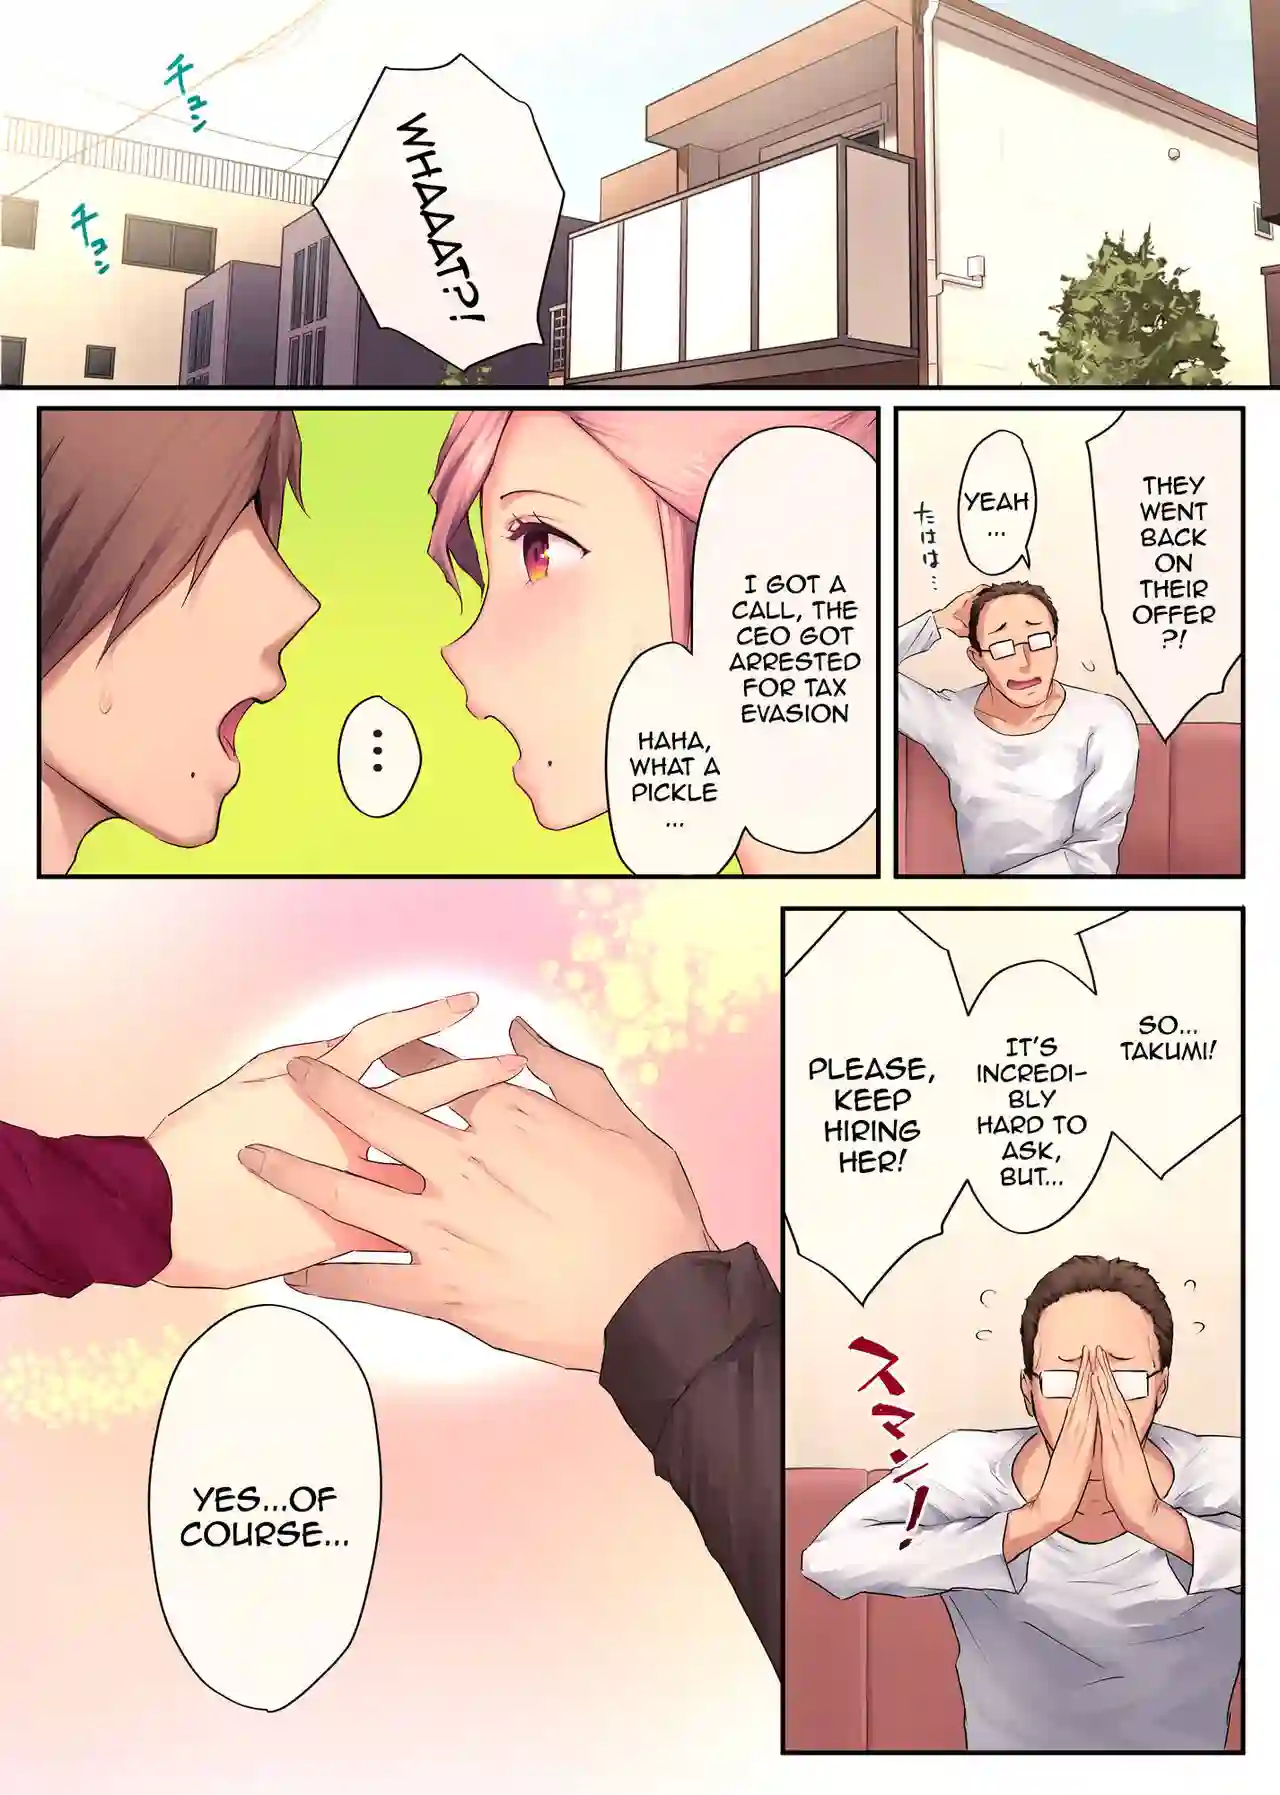 チュン
チュン
WHAAAT?!
THEY
WENT
BACK
ON
THEIR
OFFER
?!
YEAH
...
たはは…
I GOT A
CALL, THE
CEO GOT
ARRESTED
FOR TAX
EVASION
HAHA,
WHAT A
PICKLE
...
...
SO...
TAKUMI!
IT'S
INCREDI-
BLY
HARD TO
ASK,
BUT...
PLEASE,
KEEP
HIRING
HER!
スマン!
YES...OF
COURSE...